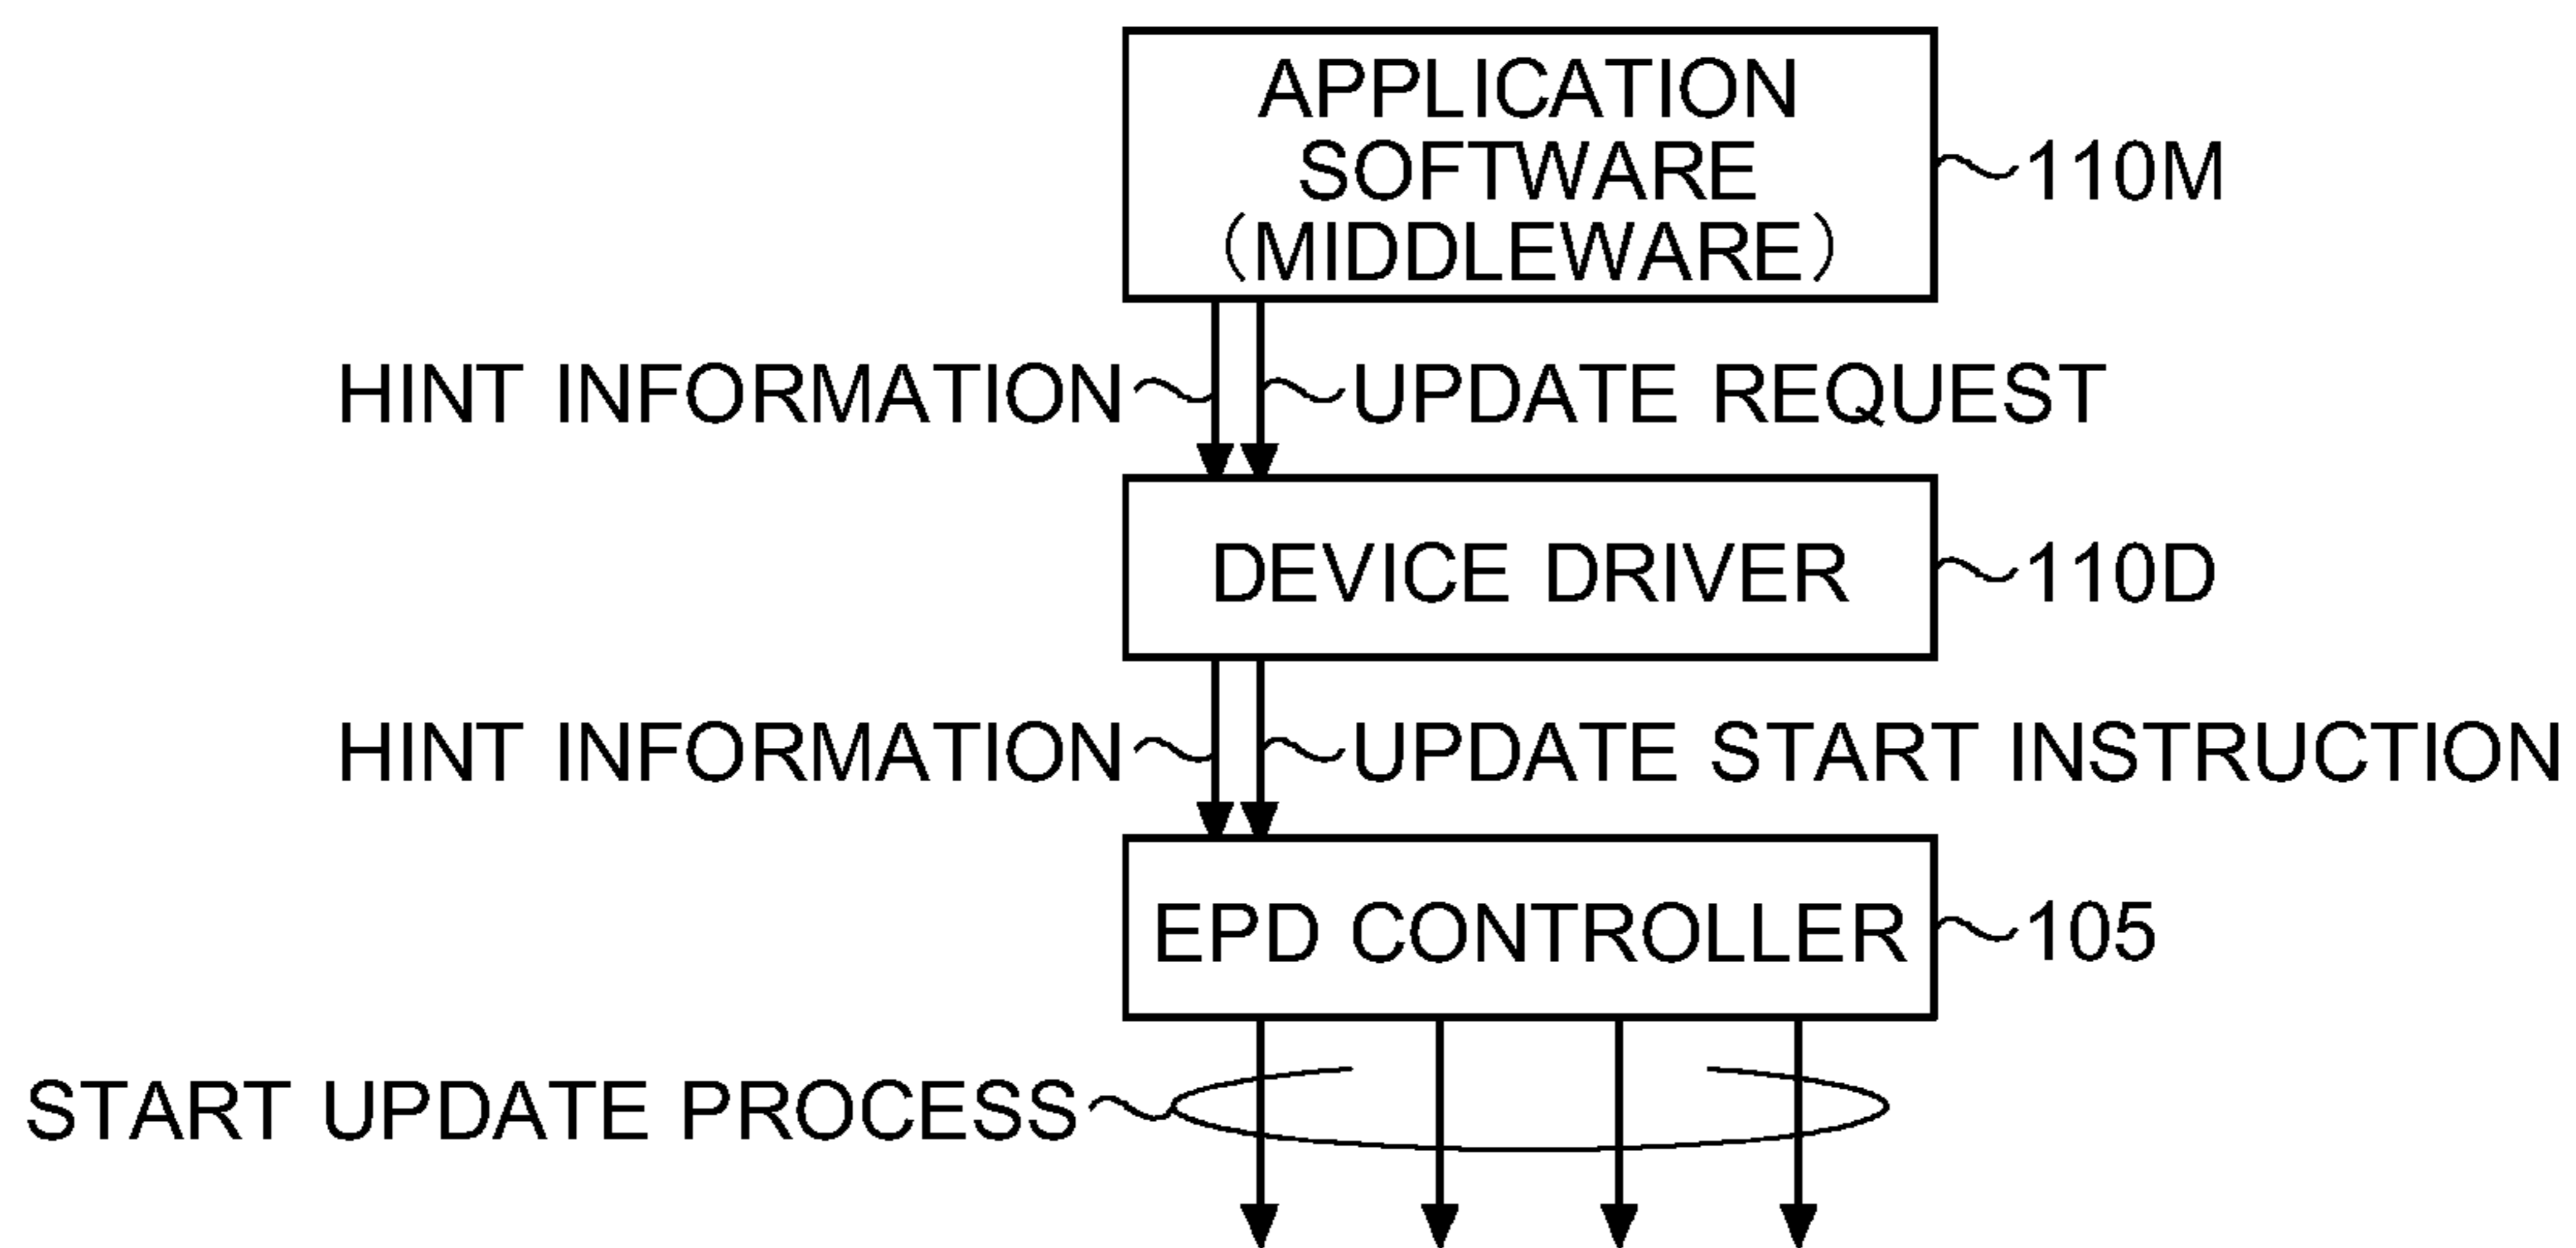 APPLICATION
SOFTWARE
(MIDDLEWARE)
110M
HINT INFORMATION
UPDATE REQUEST
DEVICE DRIVER
110D
HINT INFORMATION
UPDATE START INSTRUCTION
EPD CONTROLLER
105
START UPDATE PROCESS